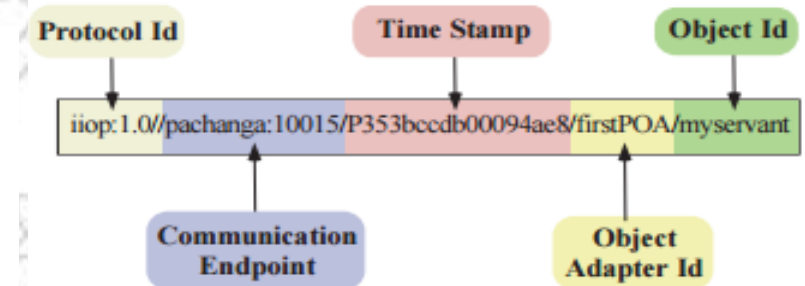 Protocol Id
Time Stamp
Object Id
iiop:1.0//pachanga:10015/P353bccdb00094ae8/firstPOA/myservant
Communication
Endpoint
Object
Adapter Id